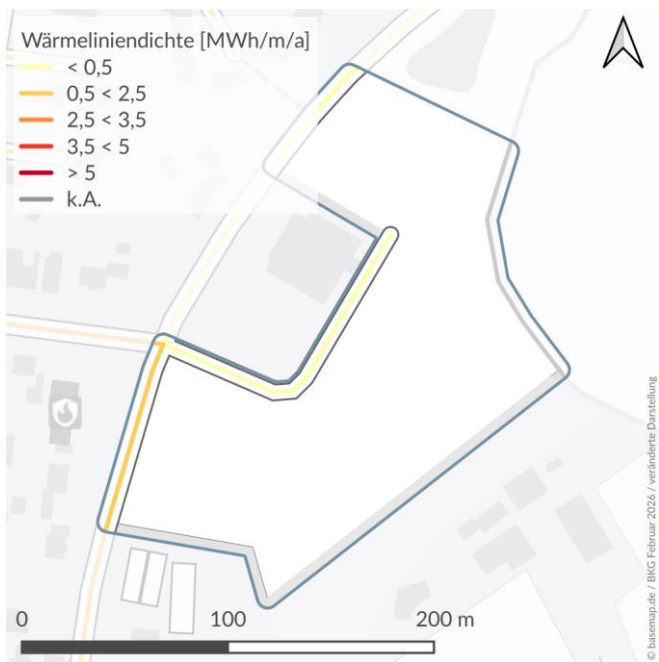 Wärmeliniendichte [MWh/m/a]
< 0,5
0,5 < 2,5
2,5 < 3,5
3,5 < 5
> 5
k.A.
0 100 200 m
© basemap.de / BKG Februar 2026 / veränderte Darstellung